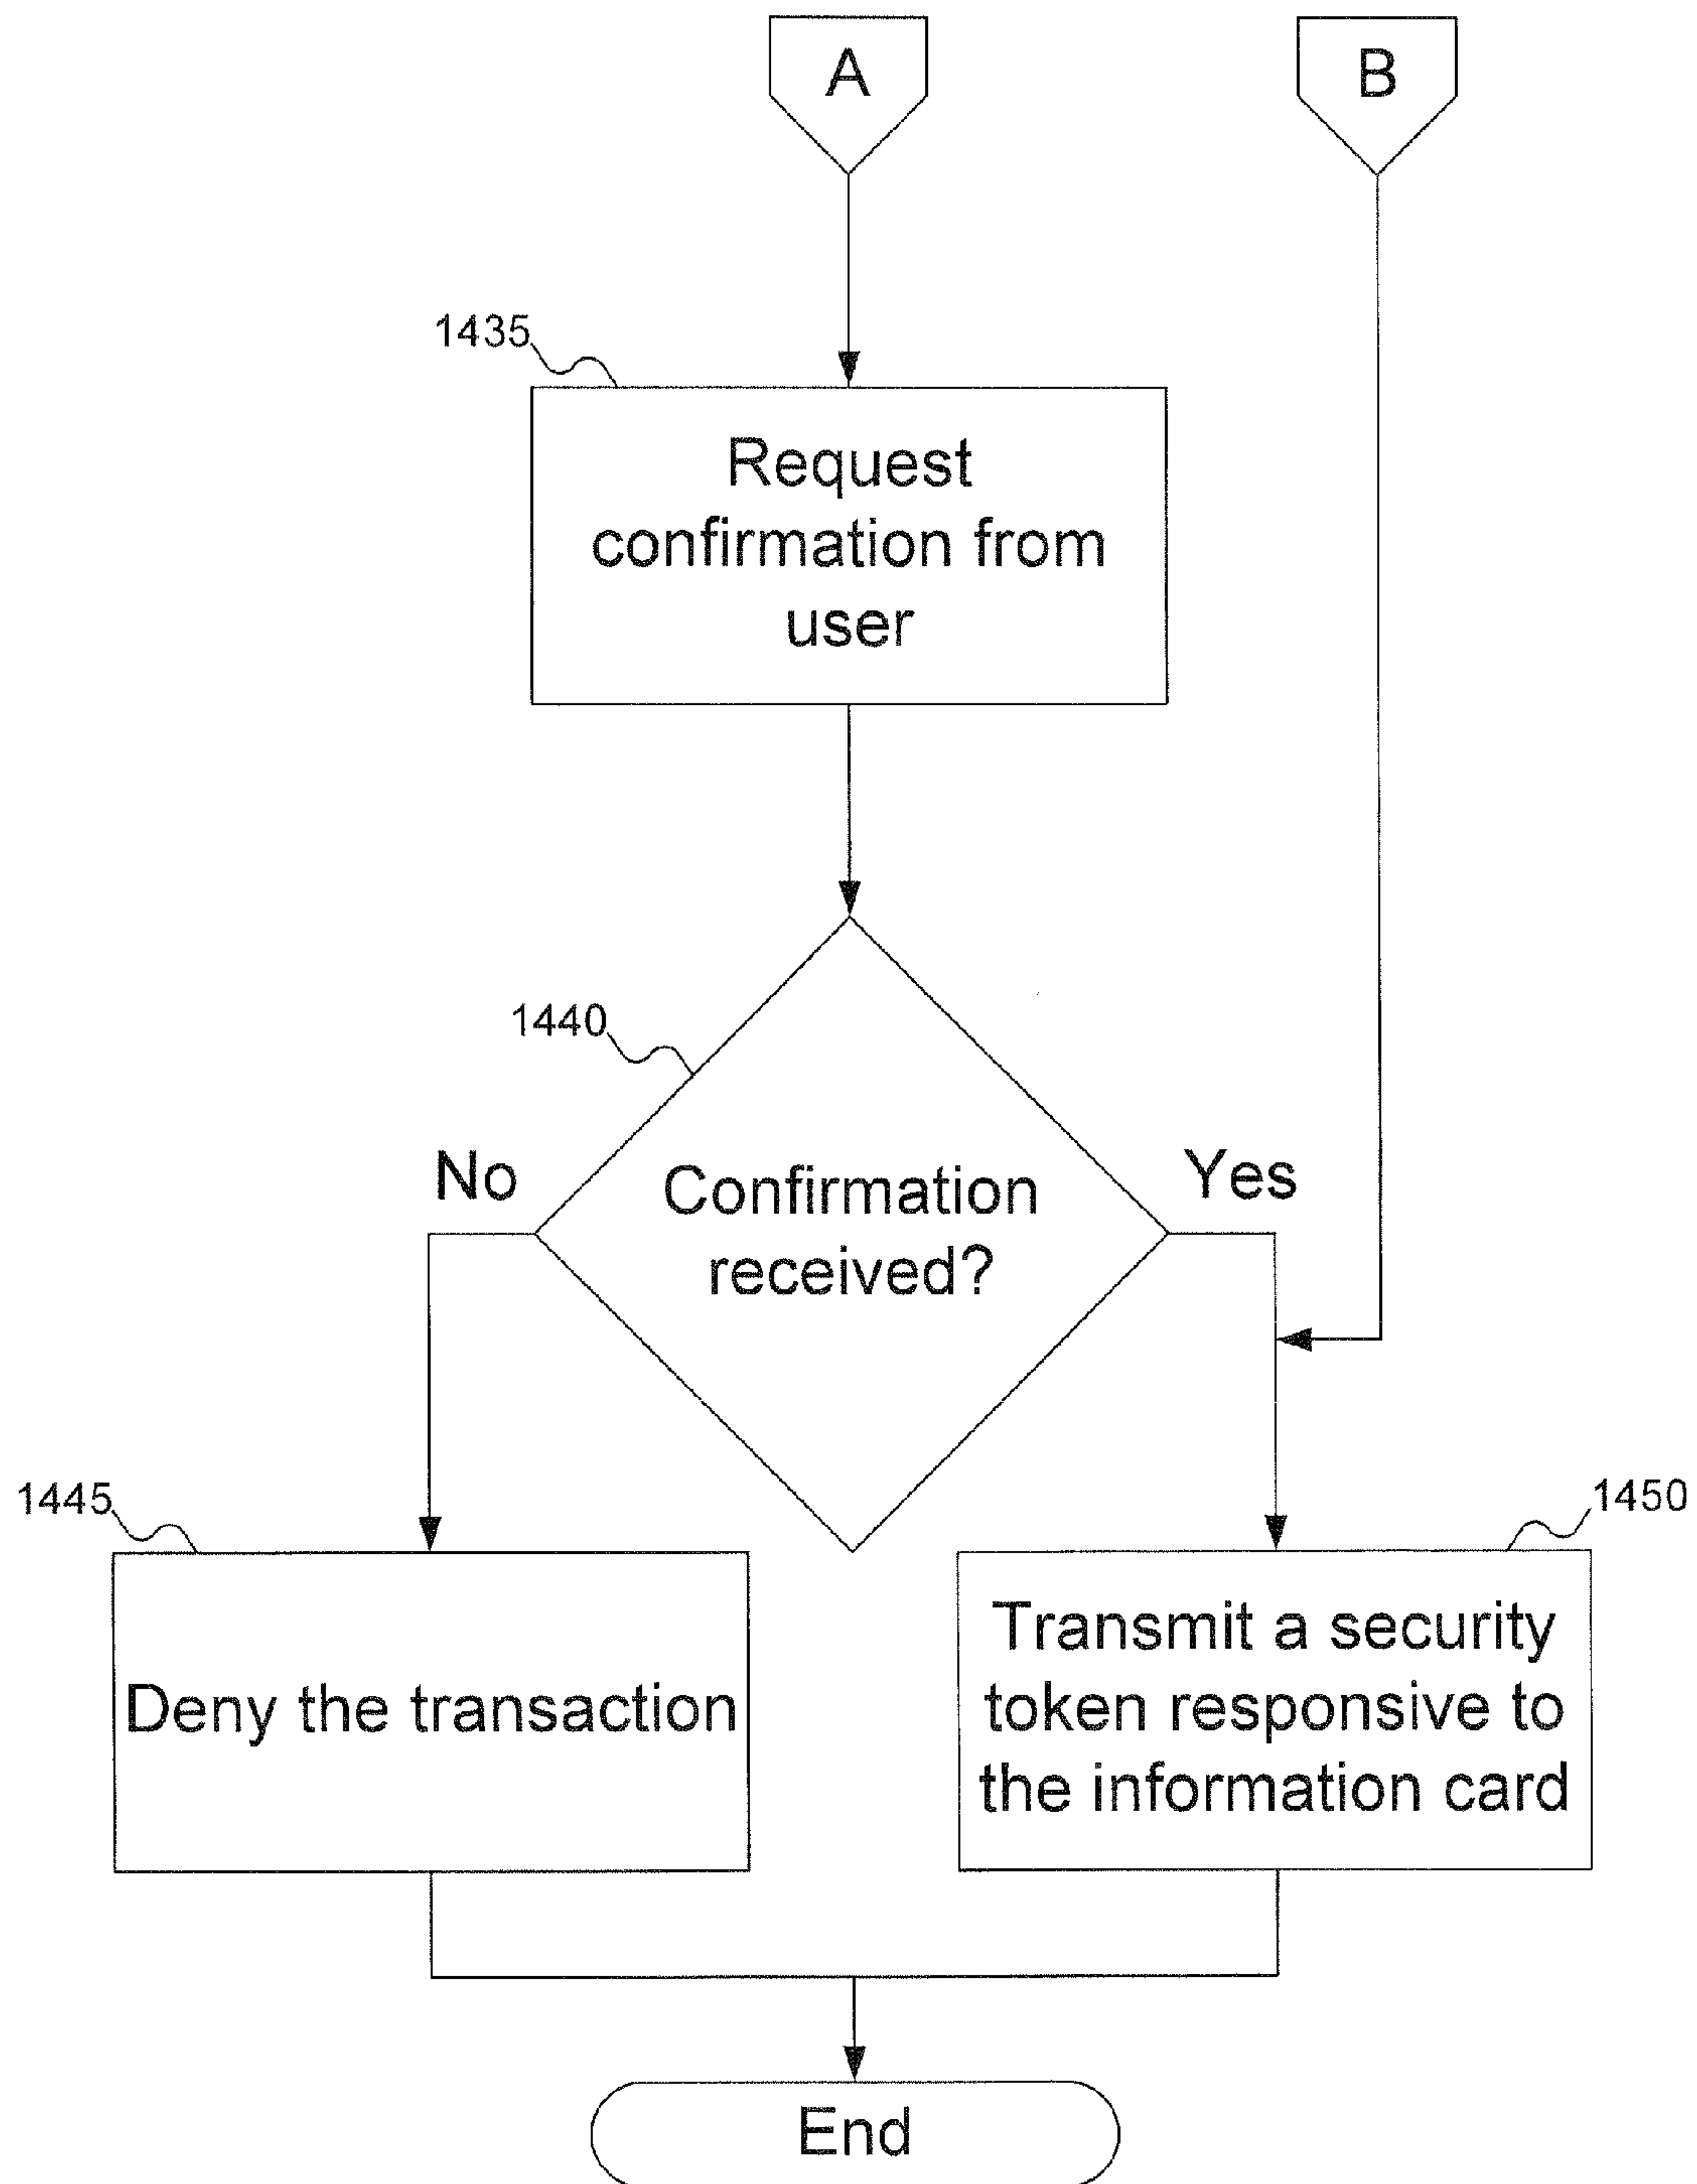 A
B
1435
Request
confirmation from
user
1440
No
Confirmation
received?
Yes
1445
Deny the transaction
1450
Transmit a security
token responsive to
the information card
End